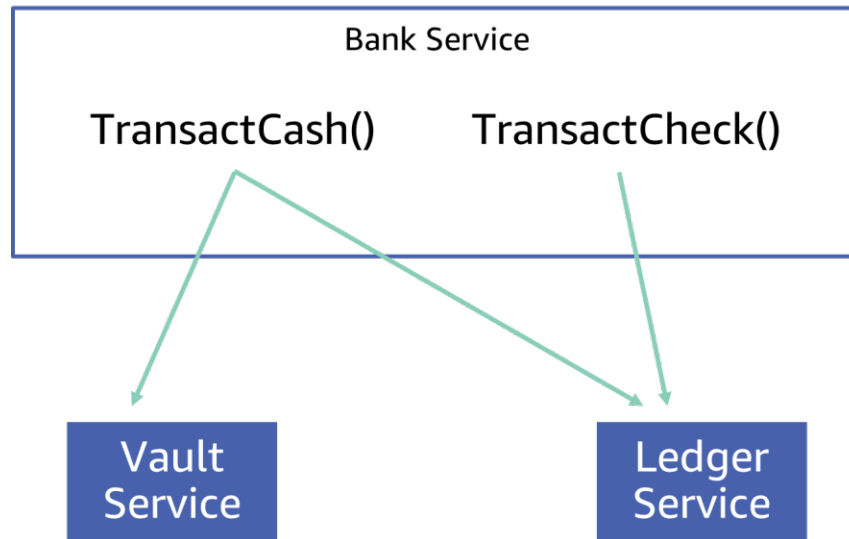 Bank Service
TransactCash() TransactCheck()
Vault
Service
Ledger
Service